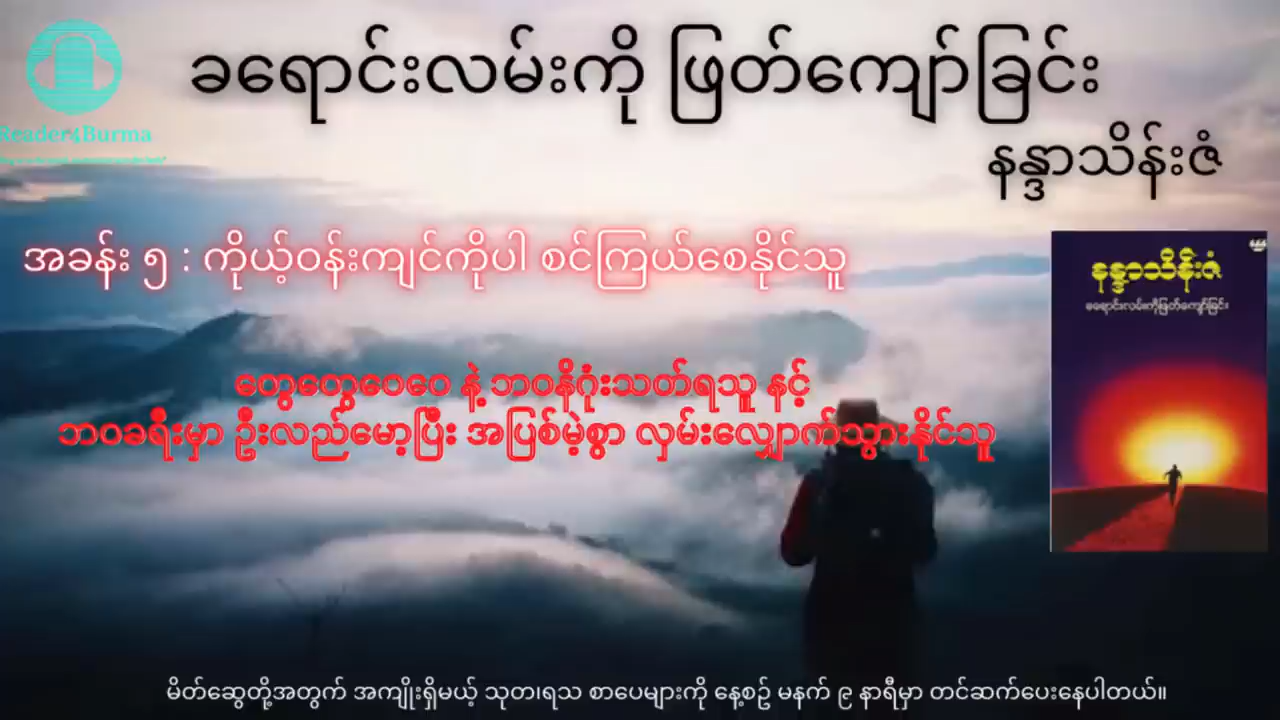 ခရောင်းလမ်းကို ဖြတ်ကျော်ခြင်း
Reader4Burma
နန္ဒာသိန်းဇံ
အခန်း ၅ : ကိုယ့်ဝန်းကျင်ကိုပါ စင်ကြယ်စေနိုင်သူ
နန္ဒာသိန်းဇံ
ခရောင်းလမ်းကိုဖြတ်ကျော်ခြင်း
တွေတွေဝေဝေ နဲ့ ဘဝနိဂုံးသတ်ရသူ နှင့်
ဘဝခရီးမှာ ဦးလည်မော့ပြီး အပြစ်မဲ့စွာ လှမ်းလျှောက်သွားနိုင်သူ
မိတ်ဆွေတို့အတွက် အကျိုးရှိမယ့် သုတ၊ရသ စာပေများကို နေ့စဉ် မနက် ၉ နာရီမှာ တင်ဆက်ပေးနေပါတယ်။